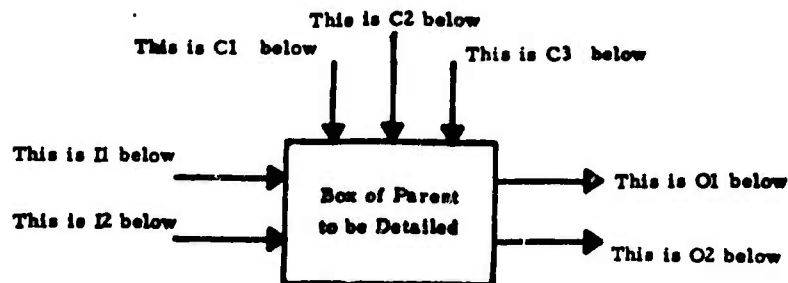 This is C2 below
This is C1 below
This is C3 below
This is I1 below
Box of Parent
to be Detailed
This is O1 below
This is I2 below
This is O2 below